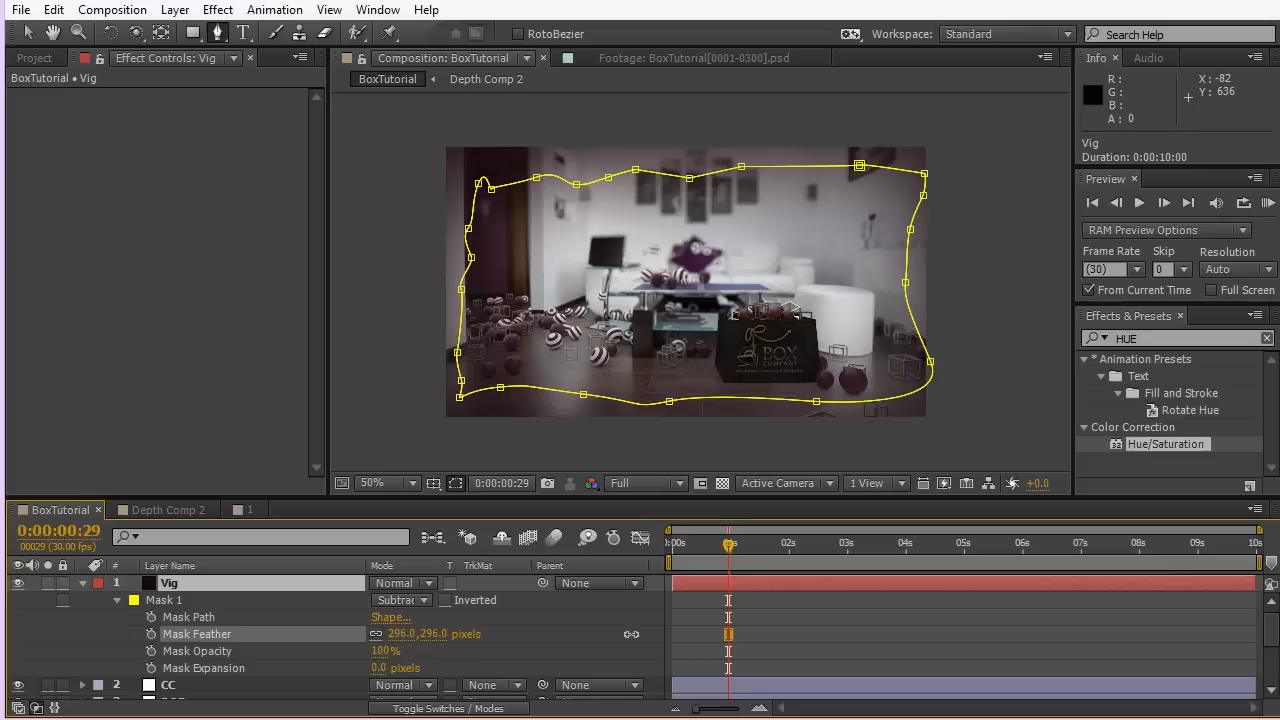 File Edit Composition Layer Effect Animation View Window Help
RotoBezier
Workspace: Standard
Search Help
Project
Effect Controls: Vig
Composition: BoxTutorial
Footage: BoxTutorial[0001-0300].psd
Info
Audio
BoxTutorial • Vig
BoxTutorial
Depth Comp 2
R :
G :
B :
A : 0
X : -82
Y : 636
Vig
Duration: 0:00:10:00
Preview
RAM Preview Options
Frame Rate Skip Resolution
(30) 0 Auto
From Current Time Full Screen
Effects & Presets
HUE
* Animation Presets
Text
Fill and Stroke
Rotate Hue
Color Correction
32
Hue/Saturation
BOX
COMPANY
50%
0:00:00:29
Full
Active Camera
1 View
+0.0
BoxTutorial
Depth Comp 2
1
0:00:00:29
00029 (30.00 fps)
# Layer Name Mode T TrkMat Parent
0:00s 02s 03s 04s 05s 06s 07s 08s 09s 10s
1 Vig Normal None
Mask 1 Subtrac Inverted
Mask Path Shape...
Mask Feather 296.0,296.0 pixels
Mask Opacity 100%
Mask Expansion 0.0 pixels
2 CC Normal None None
Toggle Switches / Modes